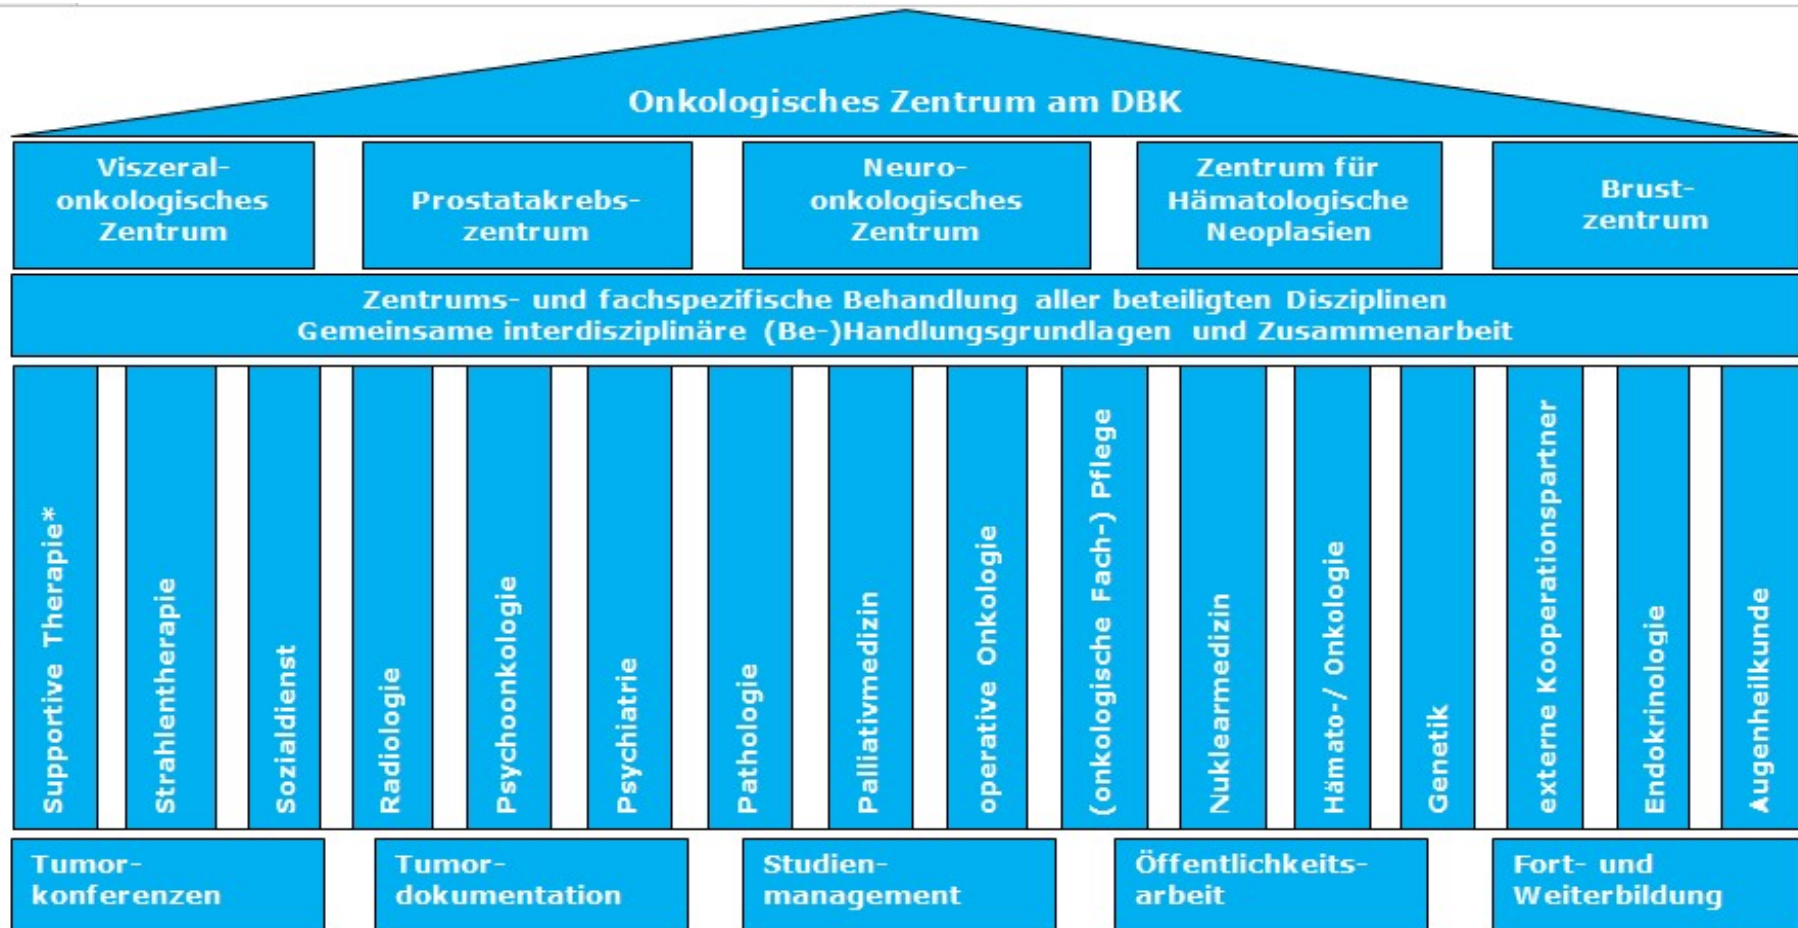 Onkologisches Zentrum am DBK
Viszeral-
onkologisches
Zentrum
Prostatakrebs-
zentrum
Neuro-
onkologisches
Zentrum
Zentrum für
Hämatologische
Neoplasien
Brust-
zentrum
Zentrums- und fachspezifische Behandlung aller beteiligten Disziplinen
Gemeinsame interdisziplinäre (Be-)Handlungsgrundlagen und Zusammenarbeit
Supportive Therapie*
Strahlentherapie
Sozialdienst
Radiologie
Psychoonkologie
Psychiatrie
Pathologie
Palliativmedizin
operative Onkologie
(onkologische Fach-) Pflege
Nuklearmedizin
Hämato-/ Onkologie
Genetik
externe Kooperationspartner
Endokrinologie
Augenheilkunde
Tumor-
konferenzen
Tumor-
dokumentation
Studien-
management
Öffentlichkeits-
arbeit
Fort- und
Weiterbildung